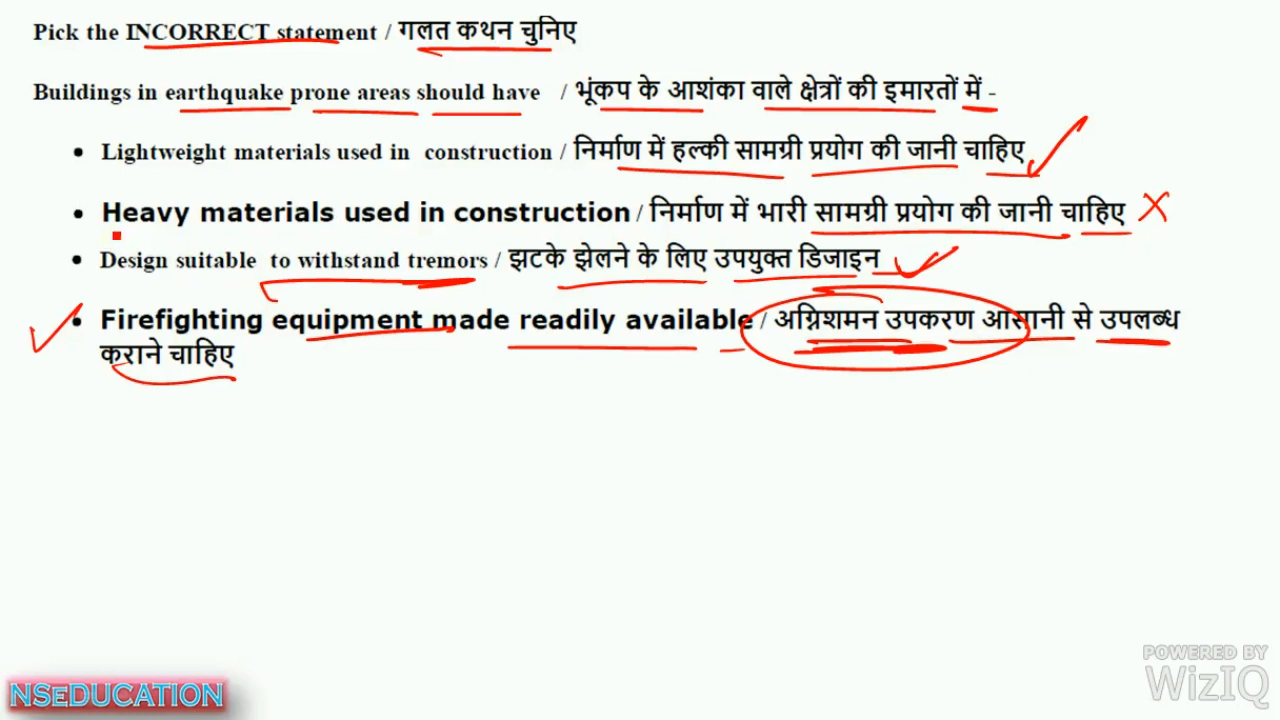 Pick the INCORRECT statement / गलत कथन चुनिए
Buildings in earthquake prone areas should have / भूंकप के आशंका वाले क्षेत्रों की इमारतों में -
• Lightweight materials used in construction / निर्माण में हल्की सामग्री प्रयोग की जानी चाहिए
• Heavy materials used in construction / निर्माण में भारी सामग्री प्रयोग की जानी चाहिए
• Design suitable to withstand tremors / झटके झेलने के लिए उपयुक्त डिजाइन
• Firefighting equipment made readily available / अग्निशमन उपकरण आसानी से उपलब्ध
कराने चाहिए
POWERED BY
WizIQ
NSEDUCATION